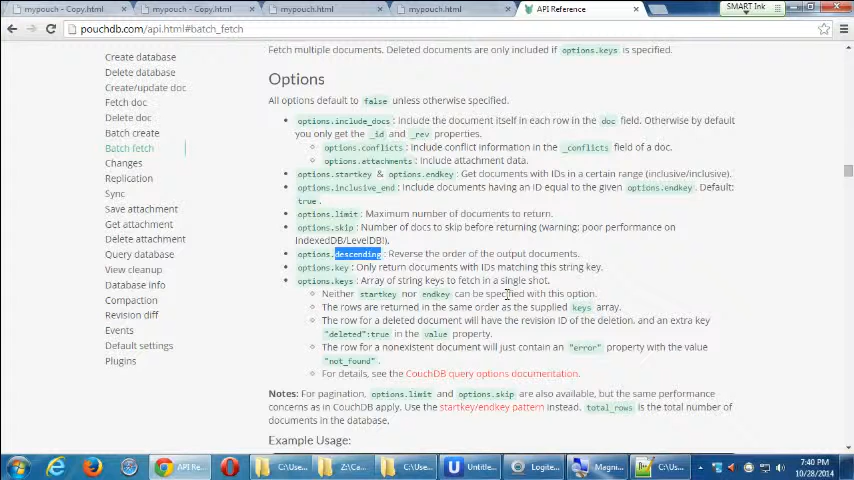 mypouch - Copy.html
mypouch - Copy.html
mypouch.html
mypouch.html
API Reference
SMART Ink
pouchdb.com/api.html#batch_fetch
Create database
Delete database
Create/update doc
Fetch doc
Delete doc
Batch create
Batch fetch
Changes
Replication
Sync
Save attachment
Get attachment
Delete attachment
Query database
View cleanup
Database info
Compaction
Revision diff
Events
Default settings
Plugins
Fetch multiple documents. Deleted documents are only included if options.keys is specified.
Options
All options default to false unless otherwise specified.
options.include_docs: Include the document itself in each row in the doc field. Otherwise by default
you only get the _id and _rev properties.
options.conflicts: Include conflict information in the _conflicts field of a doc.
options.attachments: Include attachment data.
options.startkey & options.endkey: Get documents with IDs in a certain range (inclusive/inclusive).
options.inclusive_end: Include documents having an ID equal to the given options.endkey. Default:
true.
options.limit: Maximum number of documents to return.
options.skip: Number of docs to skip before returning (warning: poor performance on
IndexedDB/LevelDB!).
options.descending: Reverse the order of the output documents.
options.key: Only return documents with IDs matching this string key.
options.keys: Array of string keys to fetch in a single shot.
Neither startkey nor endkey can be specified with this option.
The rows are returned in the same order as the supplied keys array.
The row for a deleted document will have the revision ID of the deletion, and an extra key
"deleted":true in the value property.
The row for a nonexistent document will just contain an "error" property with the value
"not_found".
For details, see the CouchDB query options documentation.
Notes: For pagination, options.limit and options.skip are also available, but the same performance
concerns as in CouchDB apply. Use the startkey/endkey pattern instead. total_rows is the total number of
documents in the database.
Example Usage:
API Re...
C:\Use...
Z:\Ca...
C:\Use...
Untitle...
Logite...
Magni...
C:\Us...
7:40 PM
10/28/2014